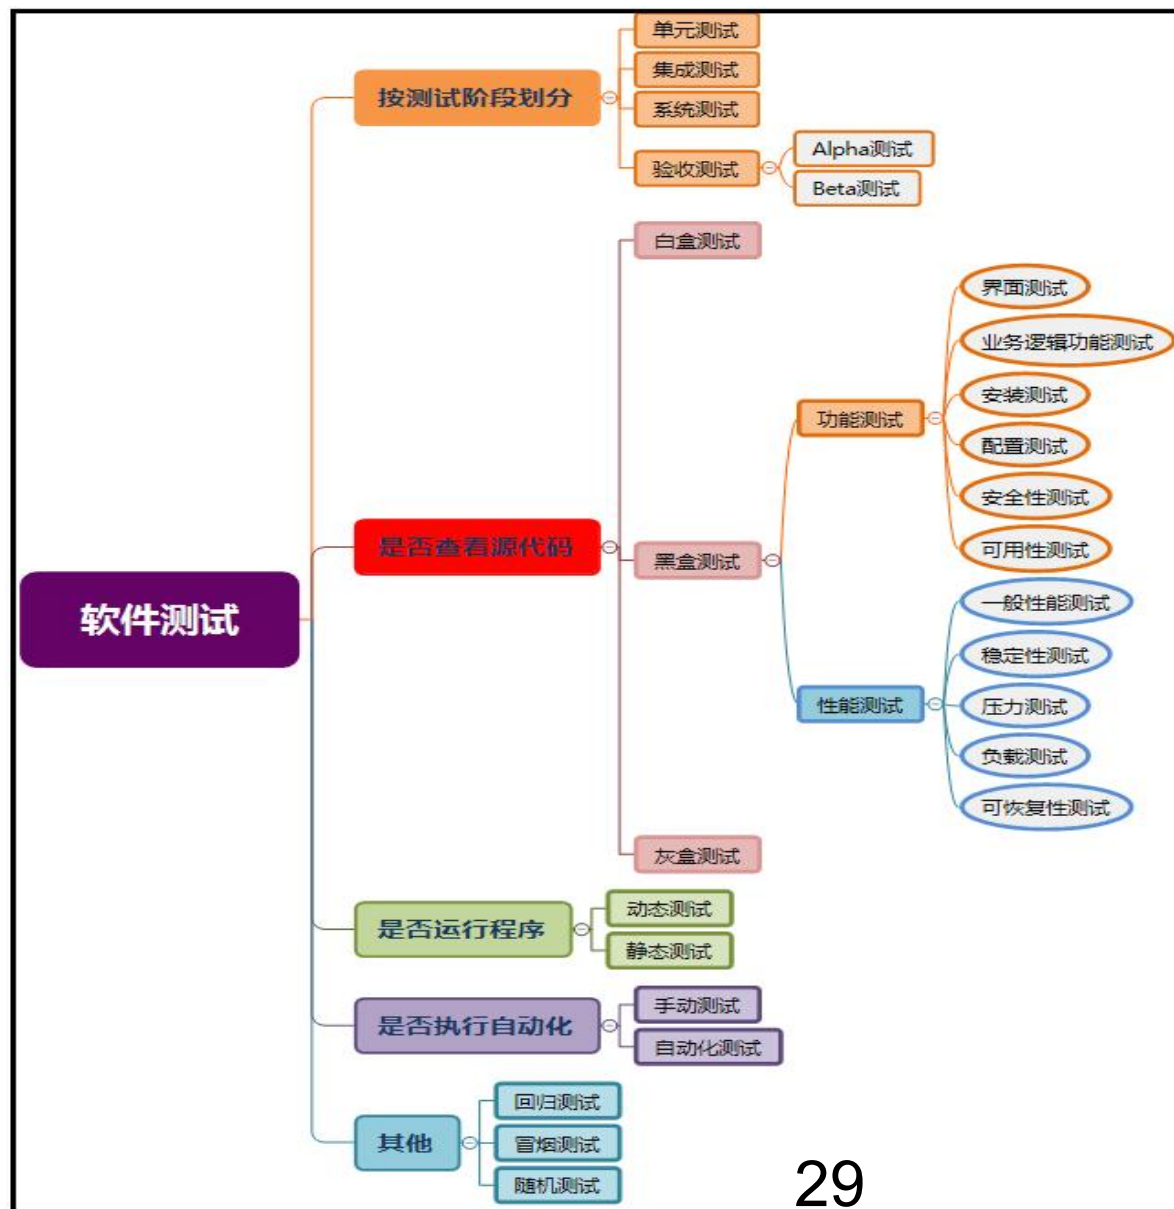 软件测试
按测试阶段划分
单元测试
集成测试
系统测试
验收测试
Alpha测试
Beta测试
是否查看源代码
白盒测试
黑盒测试
功能测试
界面测试
业务逻辑功能测试
安装测试
配置测试
安全性测试
可用性测试
性能测试
一般性能测试
稳定性测试
压力测试
负载测试
可恢复性测试
灰盒测试
是否运行程序
动态测试
静态测试
是否执行自动化
手动测试
自动化测试
其他
回归测试
冒烟测试
随机测试
29